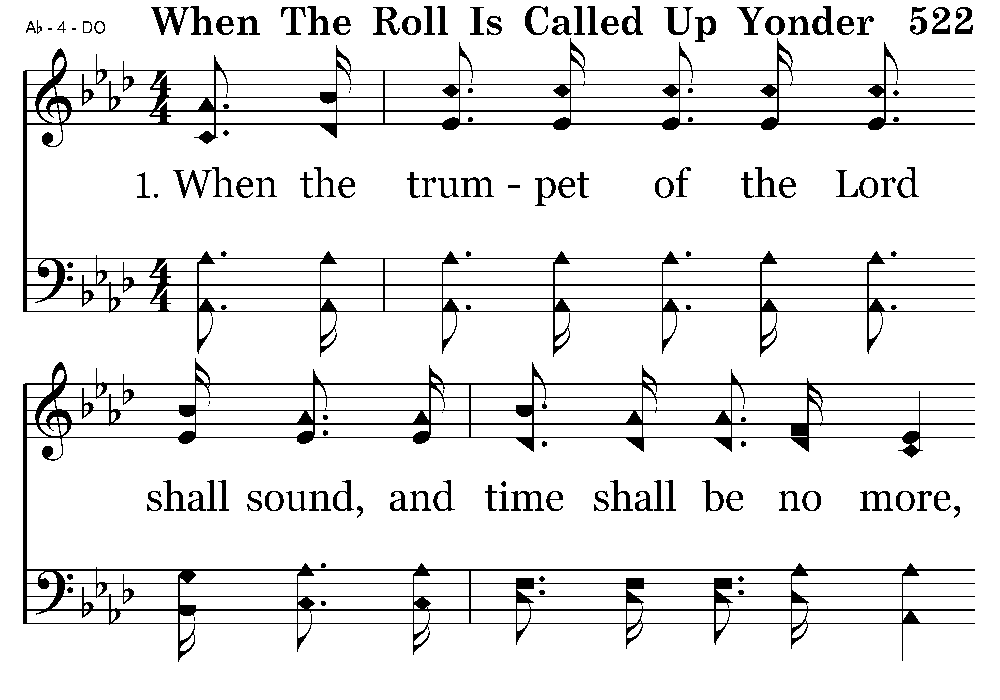 A♭ - 4 - DO When The Roll Is Called Up Yonder 522
1. When the trum - pet of the Lord
shall sound, and time shall be no more,